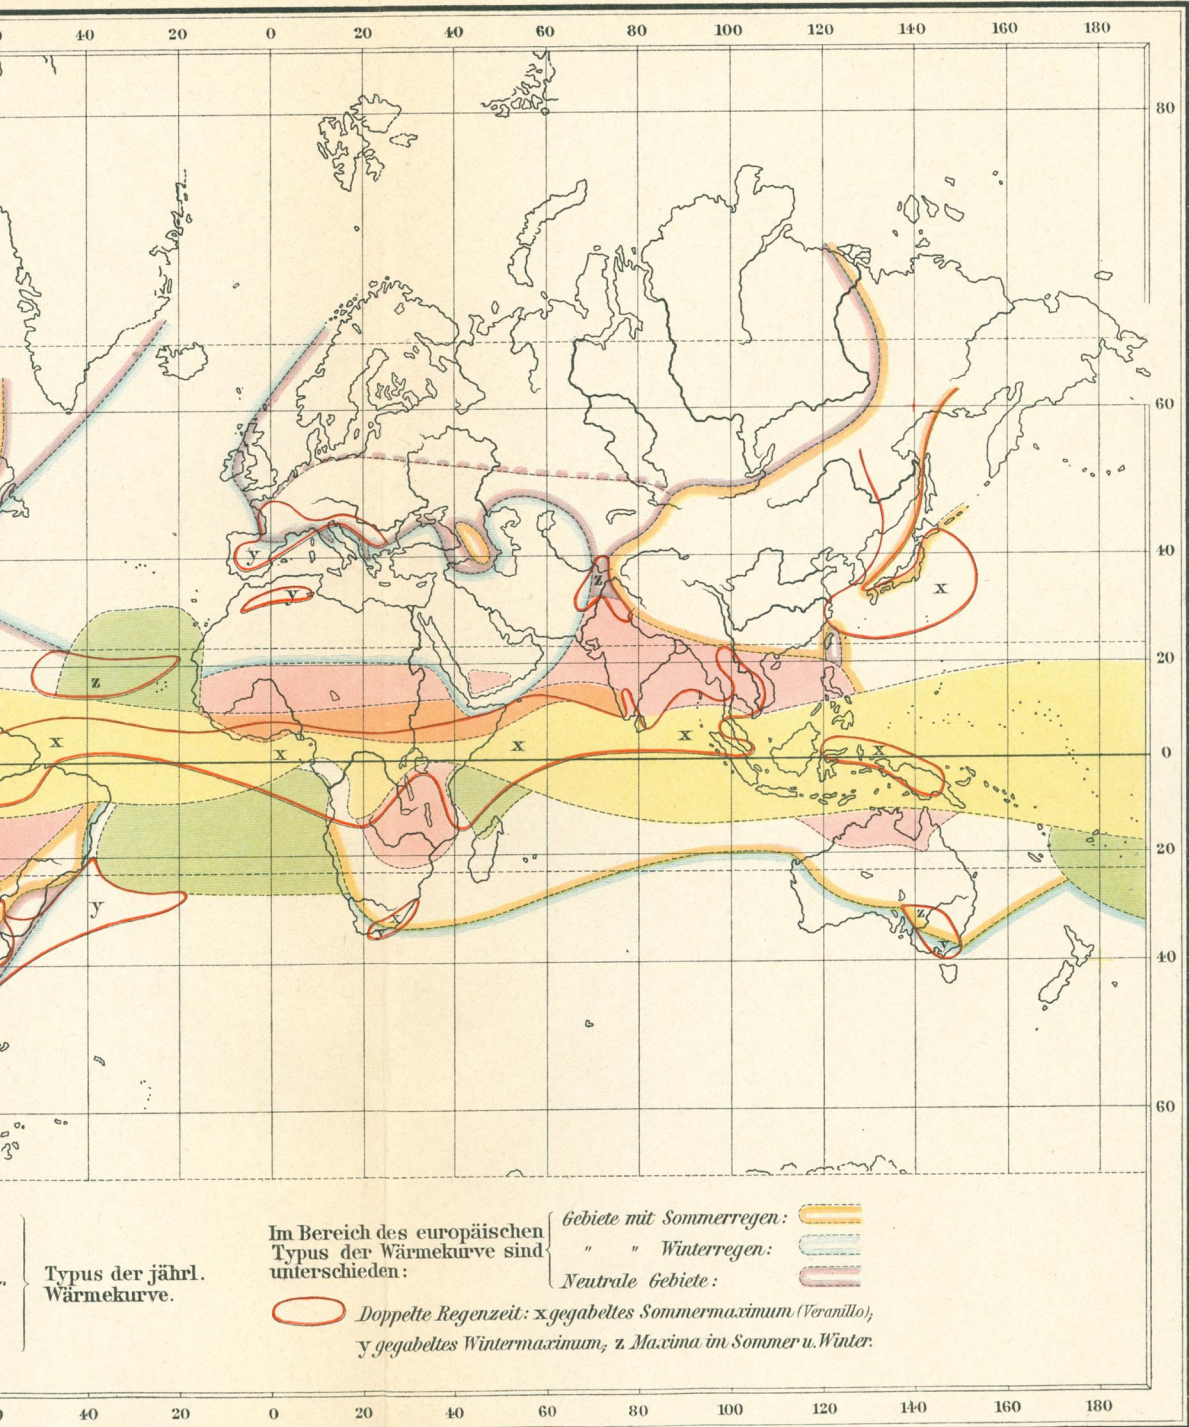 40 20 0 20 40 60 80 100 120 140 160 180
80
60
y
z
40
x
y
20
z
x
x
x
x
x
0
20
y
z
x
y
y
40
60
Im Bereich des europäischen
Typus der Wärmekurve sind
unterschieden:
Gebiete mit Sommerregen:
" " Winterregen:
Neutrale Gebiete:
Typus der jährl.
Wärmekurve.
Doppelte Regenzeit: x gegabeltes Sommermaximum (Veranillo);
y gegabeltes Wintermaximum; z Maxima im Sommer u. Winter.
40 20 0 20 40 60 80 100 120 140 160 180